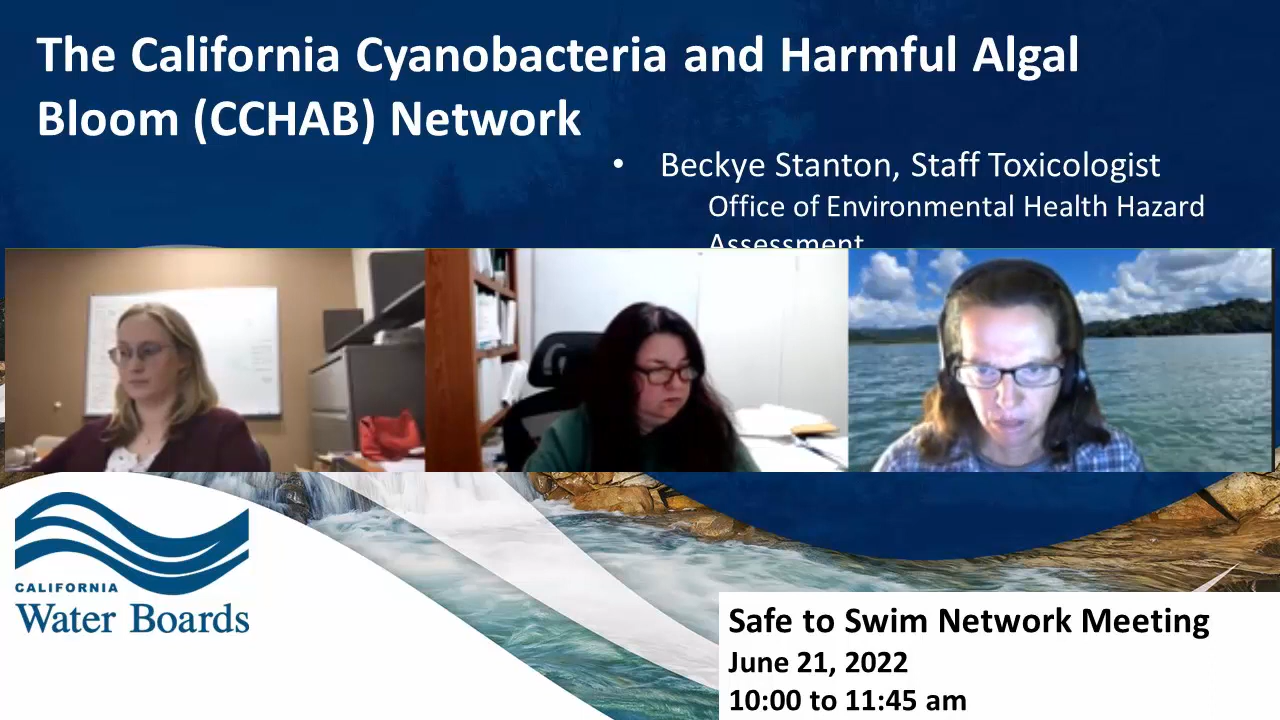 The California Cyanobacteria and Harmful Algal
Bloom (CCHAB) Network
• Beckye Stanton, Staff Toxicologist
Office of Environmental Health Hazard
Assessment
CALIFORNIA
Water Boards
Safe to Swim Network Meeting
June 21, 2022
10:00 to 11:45 am